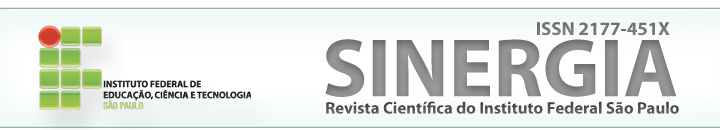 INSTITUTO FEDERAL DE
EDUCAÇÃO, CIÊNCIA E TECNOLOGIA
SÃO PAULO
ISSN 2177-451X
SINERGIA
Revista Científica do Instituto Federal São Paulo